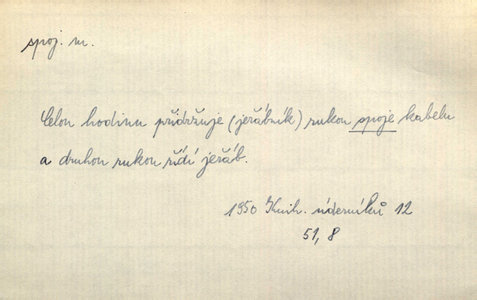 spoj. m.
Celou hodinu přidržuje (jeřábník) rukou spoje kabelu
a druhou rukou řídí jeřáb.
1950 Knih. úderníků 12
51, 8